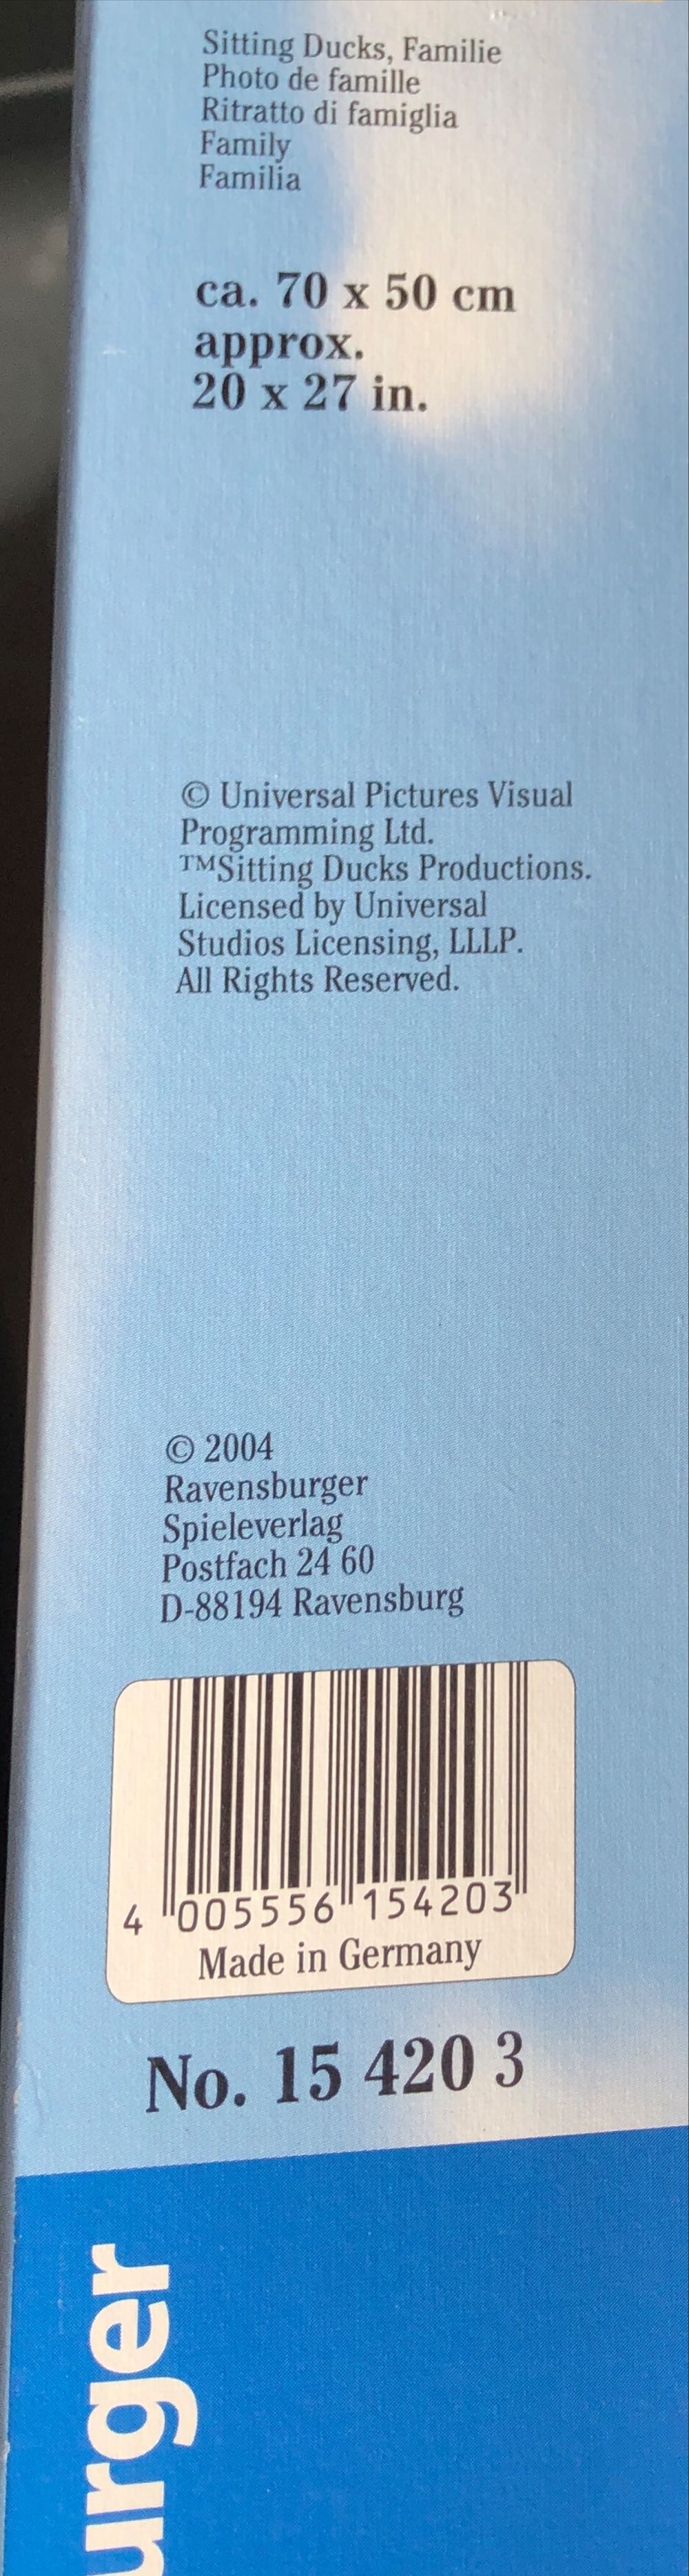 Sitting Ducks, Familie
Photo de famille
Ritratto di famiglia
Family
Familia
ca. 70 x 50 cm
approx.
20 x 27 in.
© Universal Pictures Visual
Programming Ltd.
™Sitting Ducks Productions.
Licensed by Universal
Studios Licensing, LLLP.
All Rights Reserved.
© 2004
Ravensburger
Spieleverlag
Postfach 24 60
D-88194 Ravensburg
4 005556 154203
Made in Germany
No. 15 420 3
urger